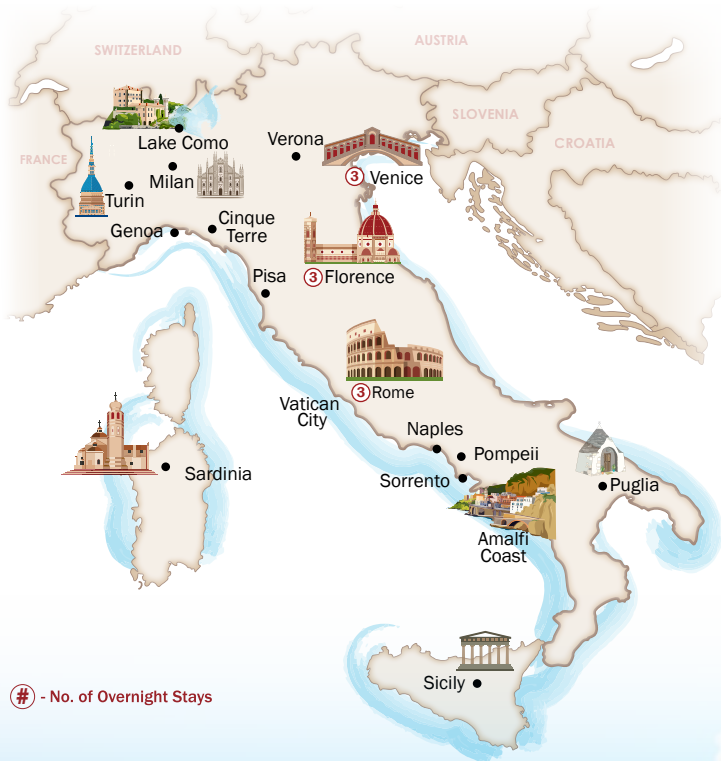 AUSTRIA
SWITZERLAND
SLOVENIA
CROATIA
FRANCE
Lake Como
Verona
Milan
3 Venice
Turin
Genoa
Cinque
Terre
Pisa
3 Florence
3 Rome
Vatican
City
Naples
Pompeii
Sorrento
Sardinia
Puglia
Amalfi
Coast
Sicily
# - No. of Overnight Stays